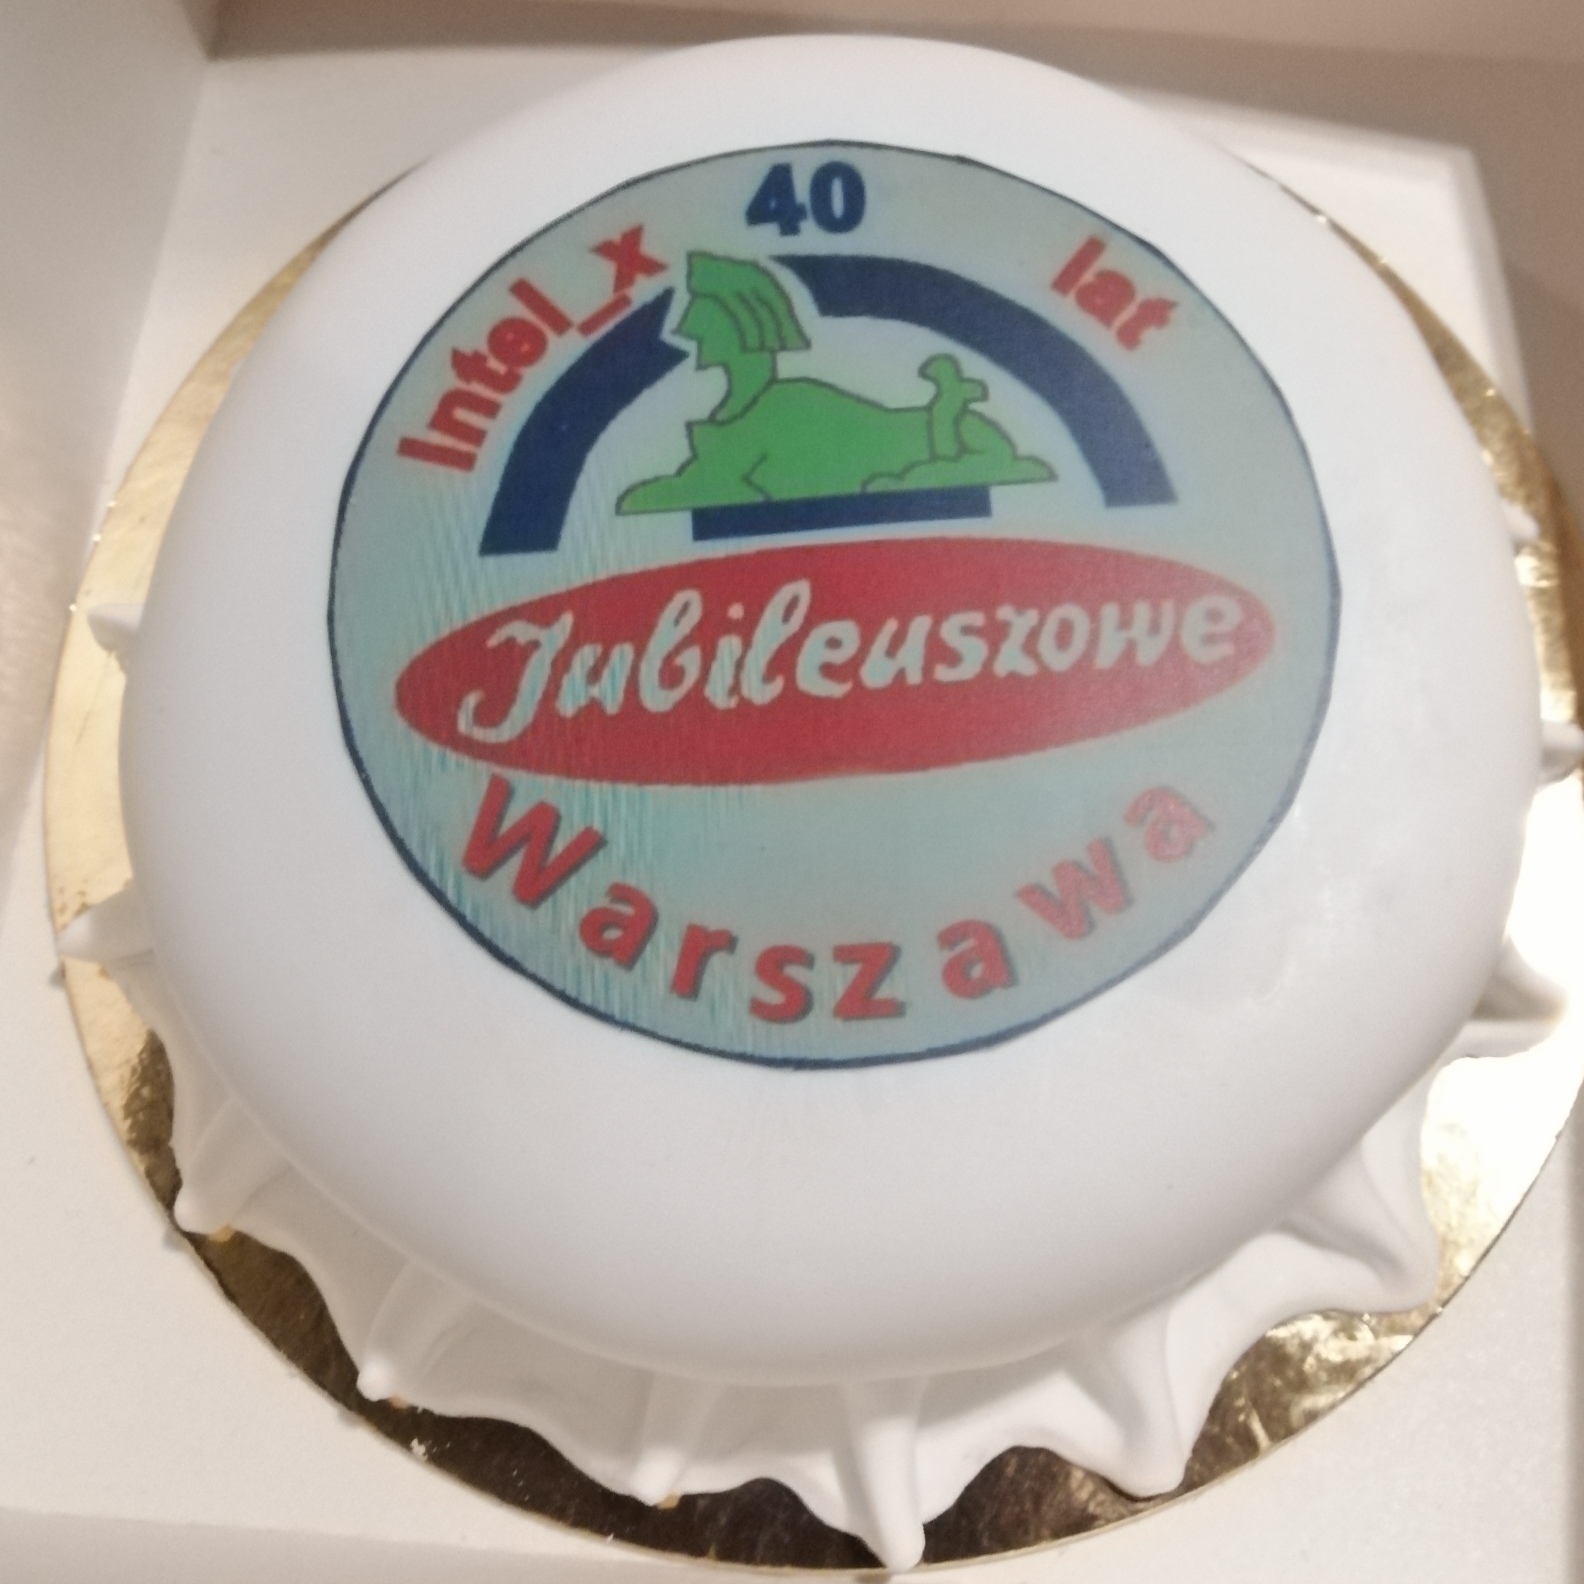 Intel_x 40 lat
Jubileuszowe
Warszawa